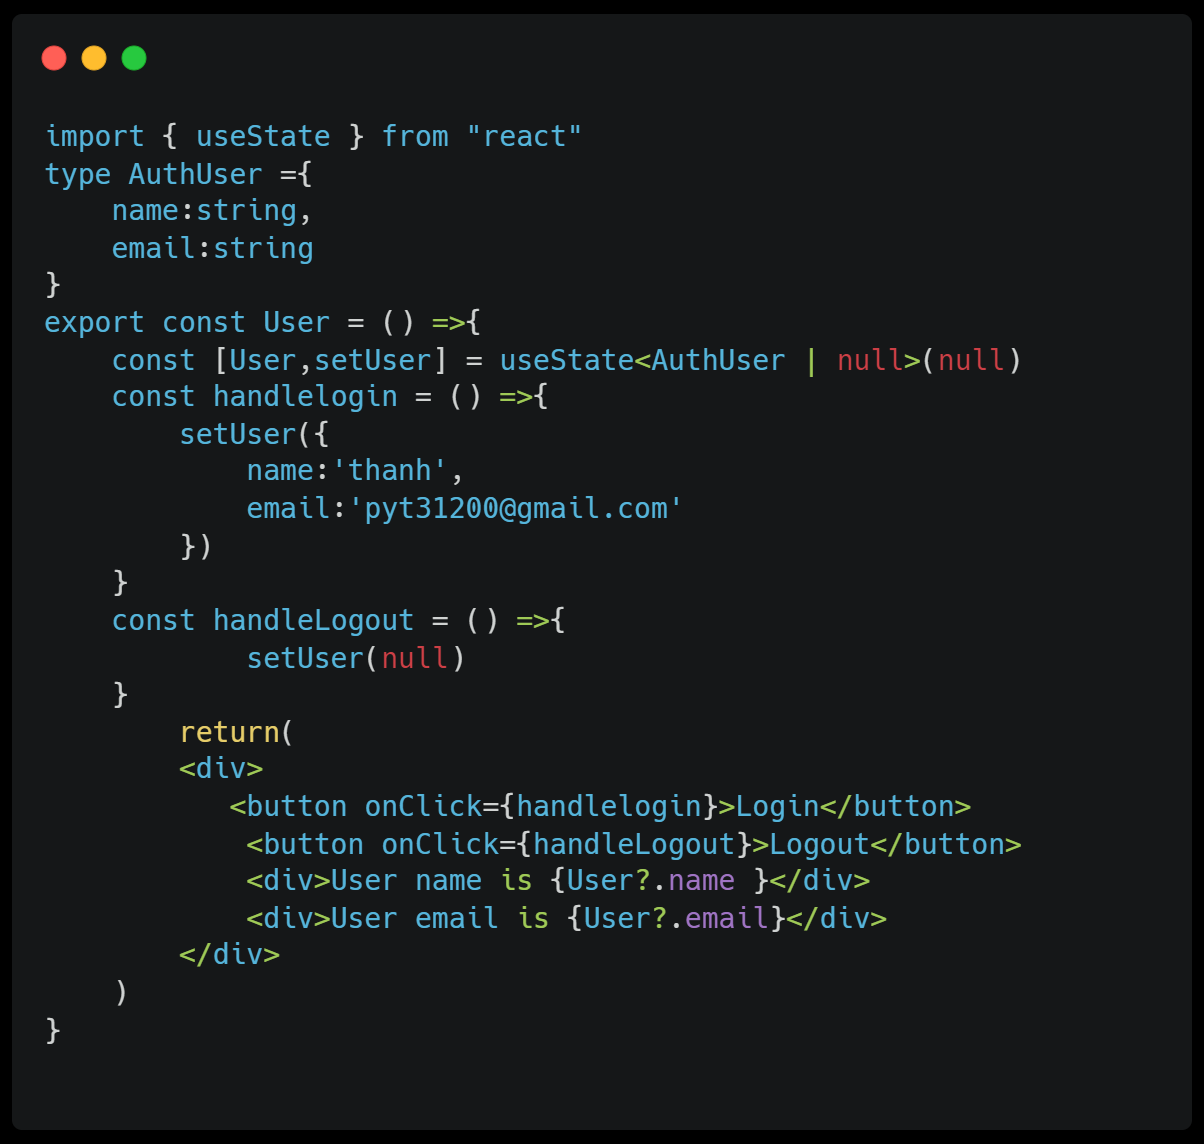 import { useState } from "react"
type AuthUser ={
    name:string,
    email:string
}
export const User = () =>{
    const [User,setUser] = useState<AuthUser | null>(null)
    const handlelogin = () =>{
        setUser({
            name:'thanh',
            email:'pyt31200@gmail.com'
        })
    }
    const handleLogout = () =>{
            setUser(null)
    }
        return(
        <div>
           <button onClick={handlelogin}>Login</button>
            <button onClick={handleLogout}>Logout</button>
            <div>User name is {User?.name }</div>
            <div>User email is {User?.email}</div>
        </div>
    )
}